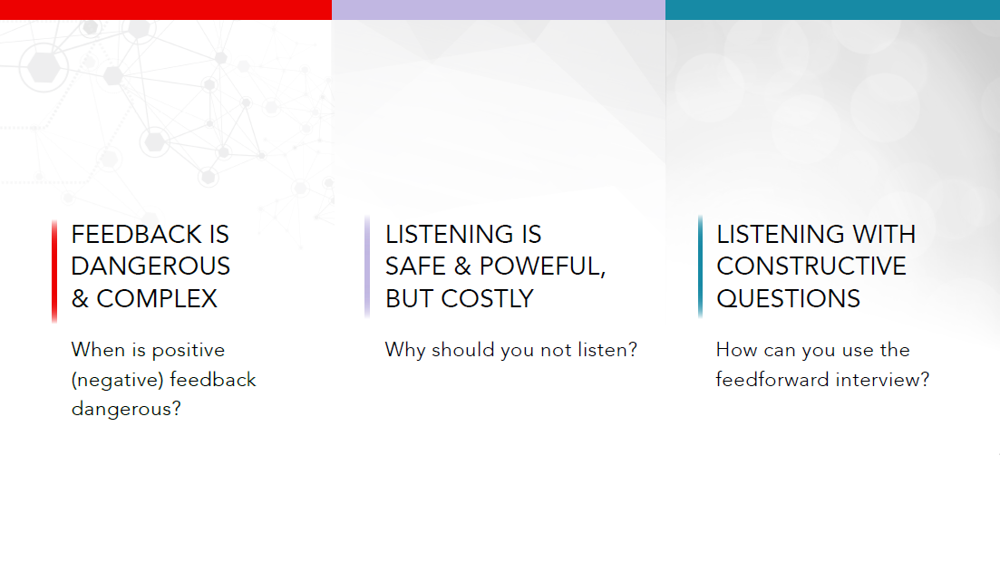 FEEDBACK IS
DANGEROUS
& COMPLEX
When is positive
(negative) feedback
dangerous?
LISTENING IS
SAFE & POWEFUL,
BUT COSTLY
Why should you not listen?
LISTENING WITH
CONSTRUCTIVE
QUESTIONS
How can you use the
feedforward interview?